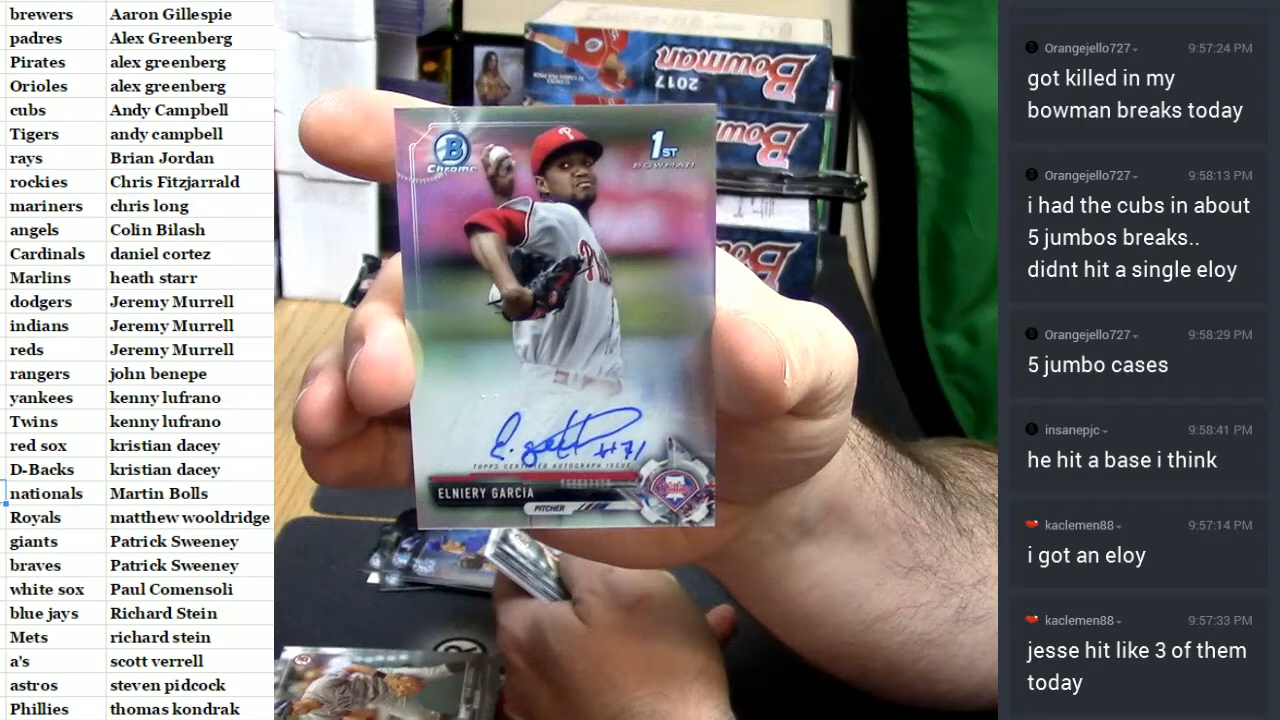 brewers Aaron Gillespie
padres Alex Greenberg
Pirates alex greenberg
Orioles alex greenberg
cubs Andy Campbell
Tigers andy campbell
rays Brian Jordan
rockies Chris Fitzjarrald
mariners chris long
angels Colin Bilash
Cardinals daniel cortez
Marlins heath starr
dodgers Jeremy Murrell
indians Jeremy Murrell
reds Jeremy Murrell
rangers john benepe
yankees kenny lufrano
Twins kenny lufrano
red sox kristian dacey
D-Backs kristian dacey
nationals Martin Bolls
Royals matthew wooldridge
giants Patrick Sweeney
braves Patrick Sweeney
white sox Paul Comensoli
blue jays Richard Stein
Mets richard stein
a's scott verrell
astros steven pidcock
Phillies thomas kondrak
Bowman
2017
Bowman
B
Chrome
1ST
BOWMAN
P
#71
TOPPS CERTIFIED AUTOGRAPH ISSUE
ELNIERY GARCIA
PITCHER
Phillies
Orangejello727 9:57:24 PM
got killed in my
bowman breaks today
Orangejello727 9:58:13 PM
i had the cubs in about
5 jumbos breaks..
didnt hit a single eloy
Orangejello727 9:58:29 PM
5 jumbo cases
insanepjc 9:58:41 PM
he hit a base i think
kaclemen88 9:57:14 PM
i got an eloy
kaclemen88 9:57:33 PM
jesse hit like 3 of them
today